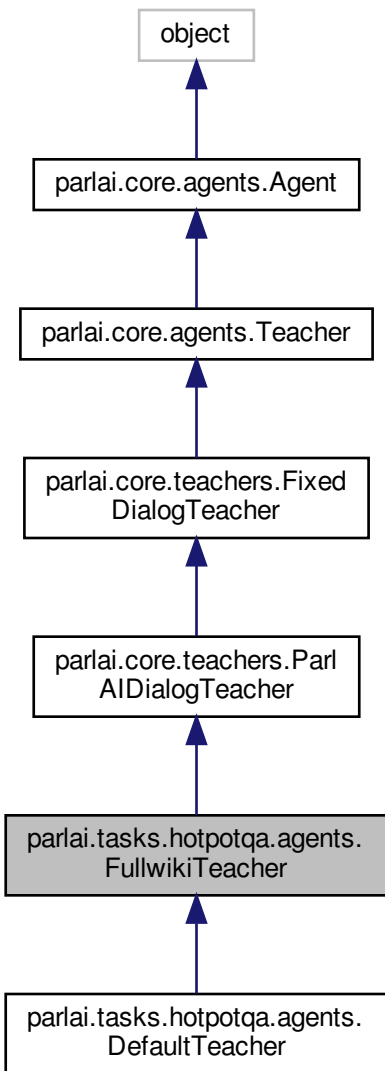 object
parlai.core.agents.Agent
parlai.core.agents.Teacher
parlai.core.teachers.Fixed
DialogTeacher
parlai.core.teachers.Parl
AIDialogTeacher
parlai.tasks.hotpotqa.agents.
FullwikiTeacher
parlai.tasks.hotpotqa.agents.
DefaultTeacher